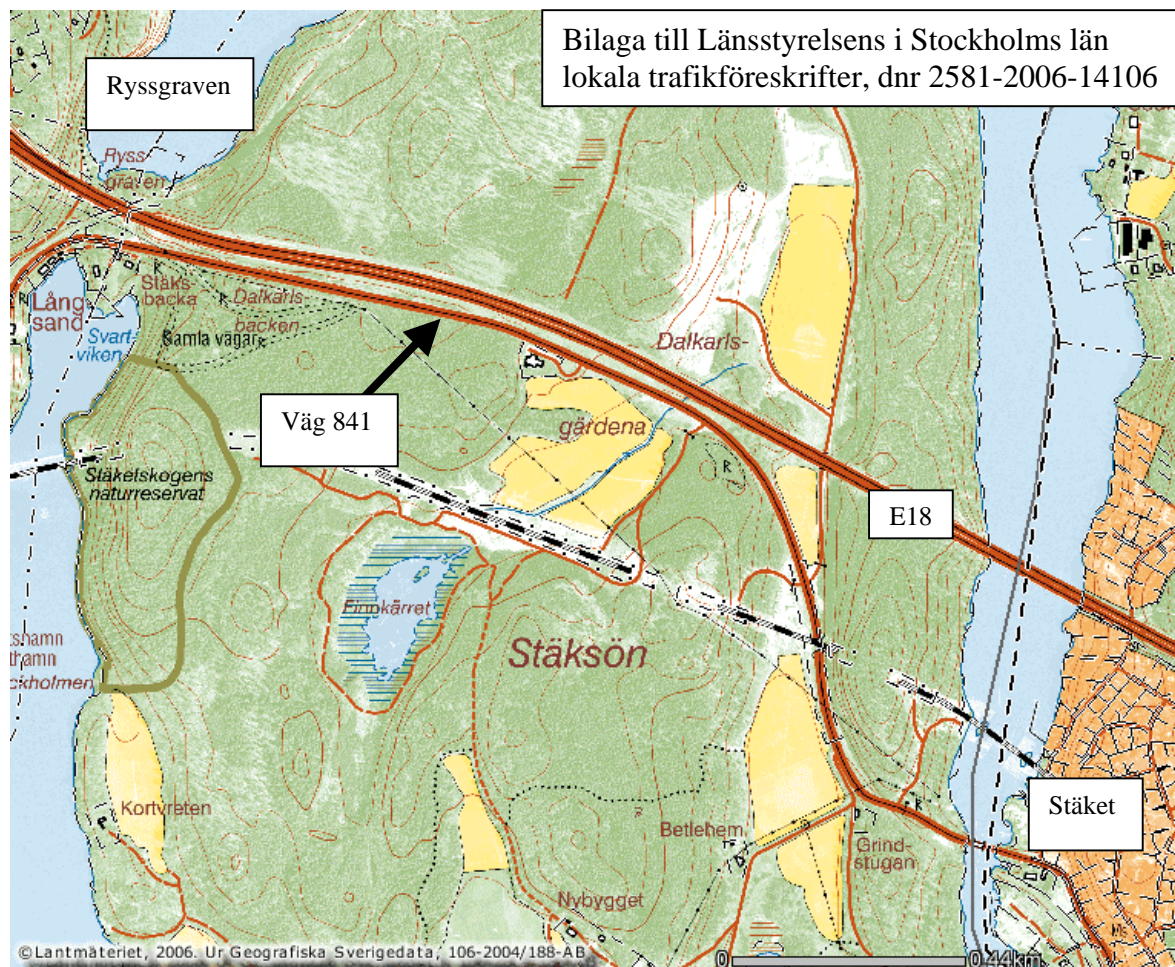 Bilaga till Länsstyrelsens i Stockholms län
lokala trafikföreskrifter, dnr 2581-2006-14106
Ryssgraven
Ryss-
graven
Stäks-
backa
Lång-
sand
Dalkarls-
backen
Svart-
viken
Gamla vägar
Dalkarls-
gärdena
Väg 841
Stäketskogens
naturreservat
E18
Finnkärret
Stäksön
Kortvreten
Betlehem
Grind-
stugan
Stäket
Nybygget
©Lantmäteriet, 2006. Ur Geografiska Sverigedata, 106-2004/188-AB
0 0.44km